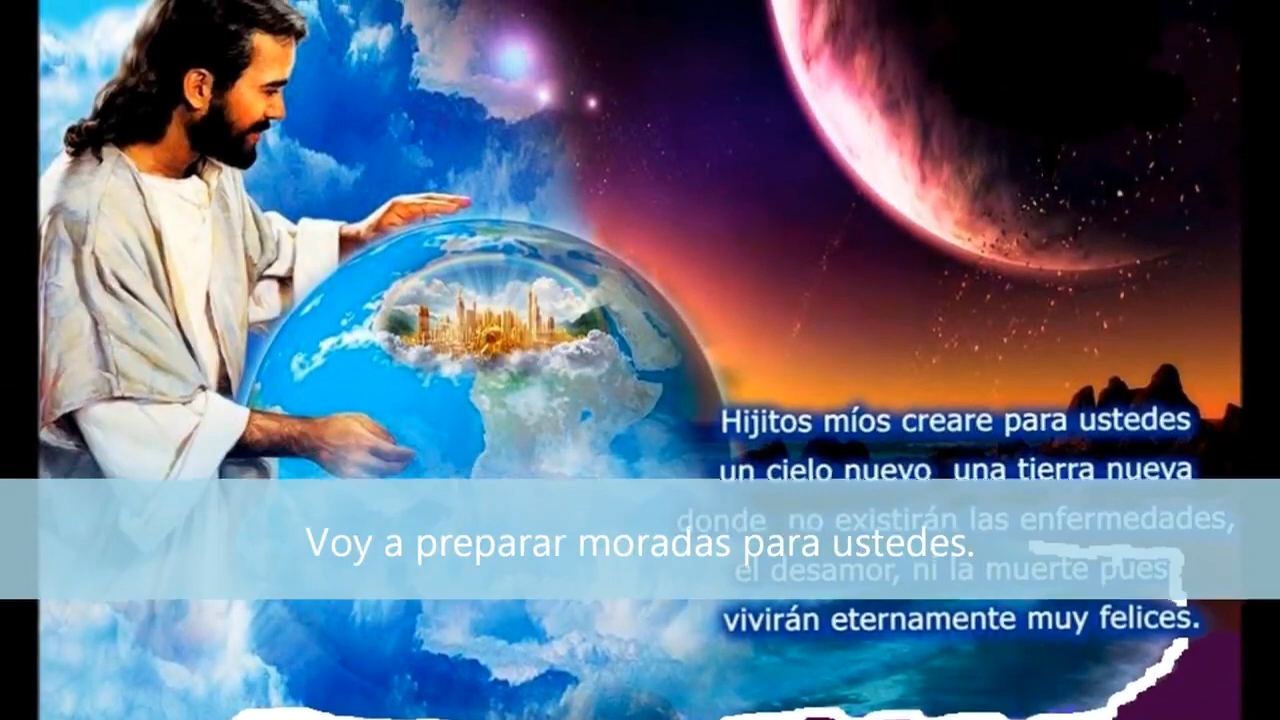 Hijitos míos creare para ustedes
un cielo nuevo una tierra nueva
donde no existirán las enfermedades,
Voy a preparar moradas para ustedes.
el desamor, ni la muerte pues
vivirán eternamente muy felices.